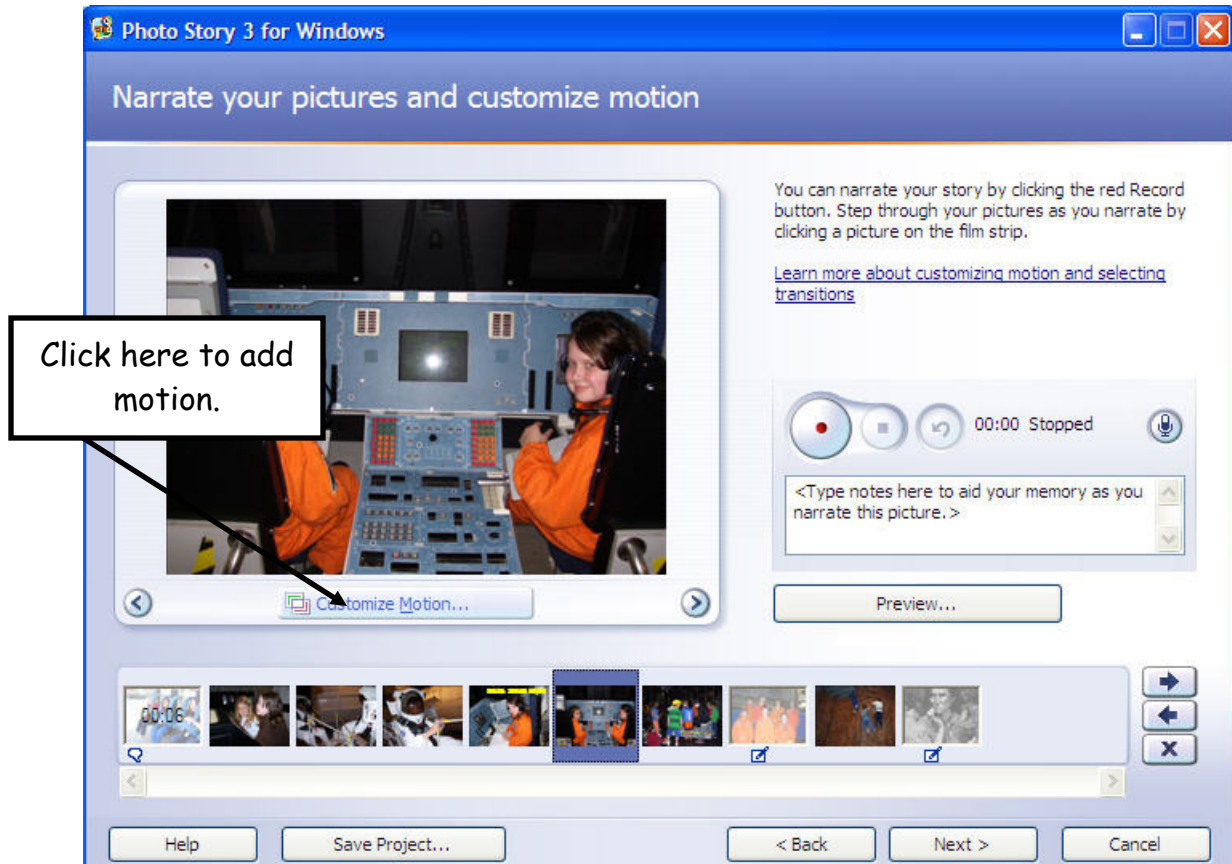 Photo Story 3 for Windows
Narrate your pictures and customize motion
You can narrate your story by clicking the red Record
button. Step through your pictures as you narrate by
clicking a picture on the film strip.
Learn more about customizing motion and selecting
transitions
Click here to add
motion.
00:00 Stopped
<Type notes here to aid your memory as you
narrate this picture.>
Customize Motion...
Preview...
00:06
Help
Save Project...
< Back
Next >
Cancel